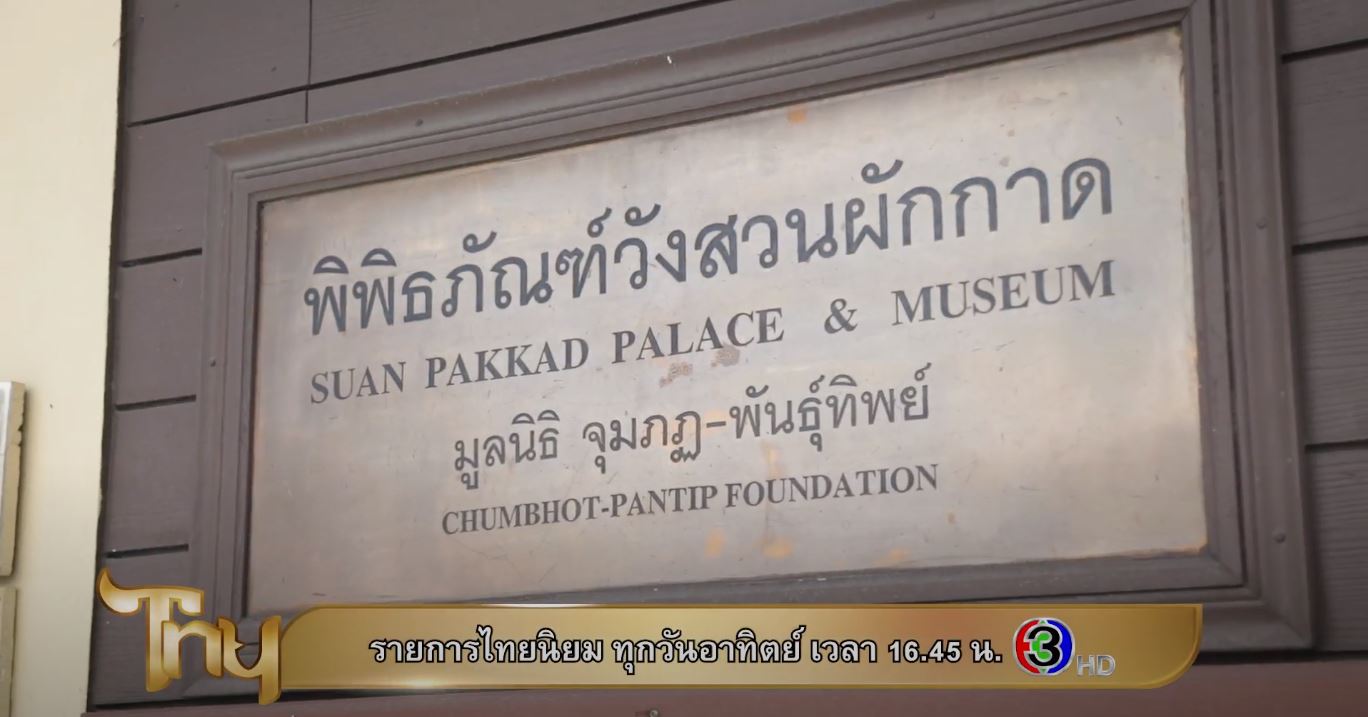 พิพิธภัณฑ์วังสวนผักกาด
SUAN PAKKAD PALACE & MUSEUM
มูลนิธิ จุมภฏ-พันธุ์ทิพย์
CHUMBHOT-PANTIP FOUNDATION
รายการไทยนิยม ทุกวันอาทิตย์ เวลา 16.45 น. 3 HD